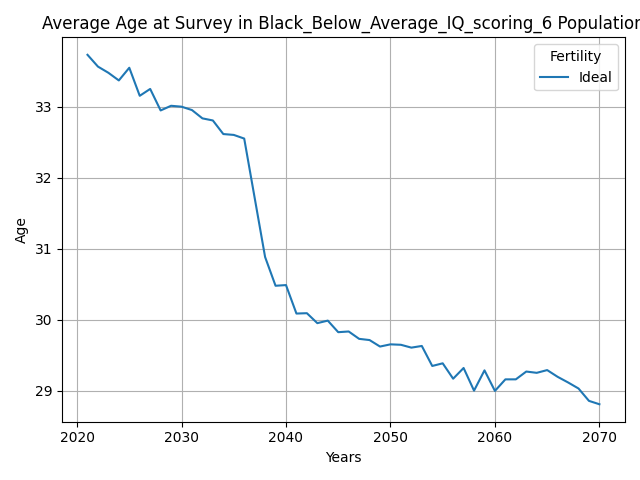 Average Age at Survey in Black_Below_Average_IQ_scoring_6 Population
Fertility
Ideal
33
32
31
30
29
Age
2020 2030 2040 2050 2060 2070
Years